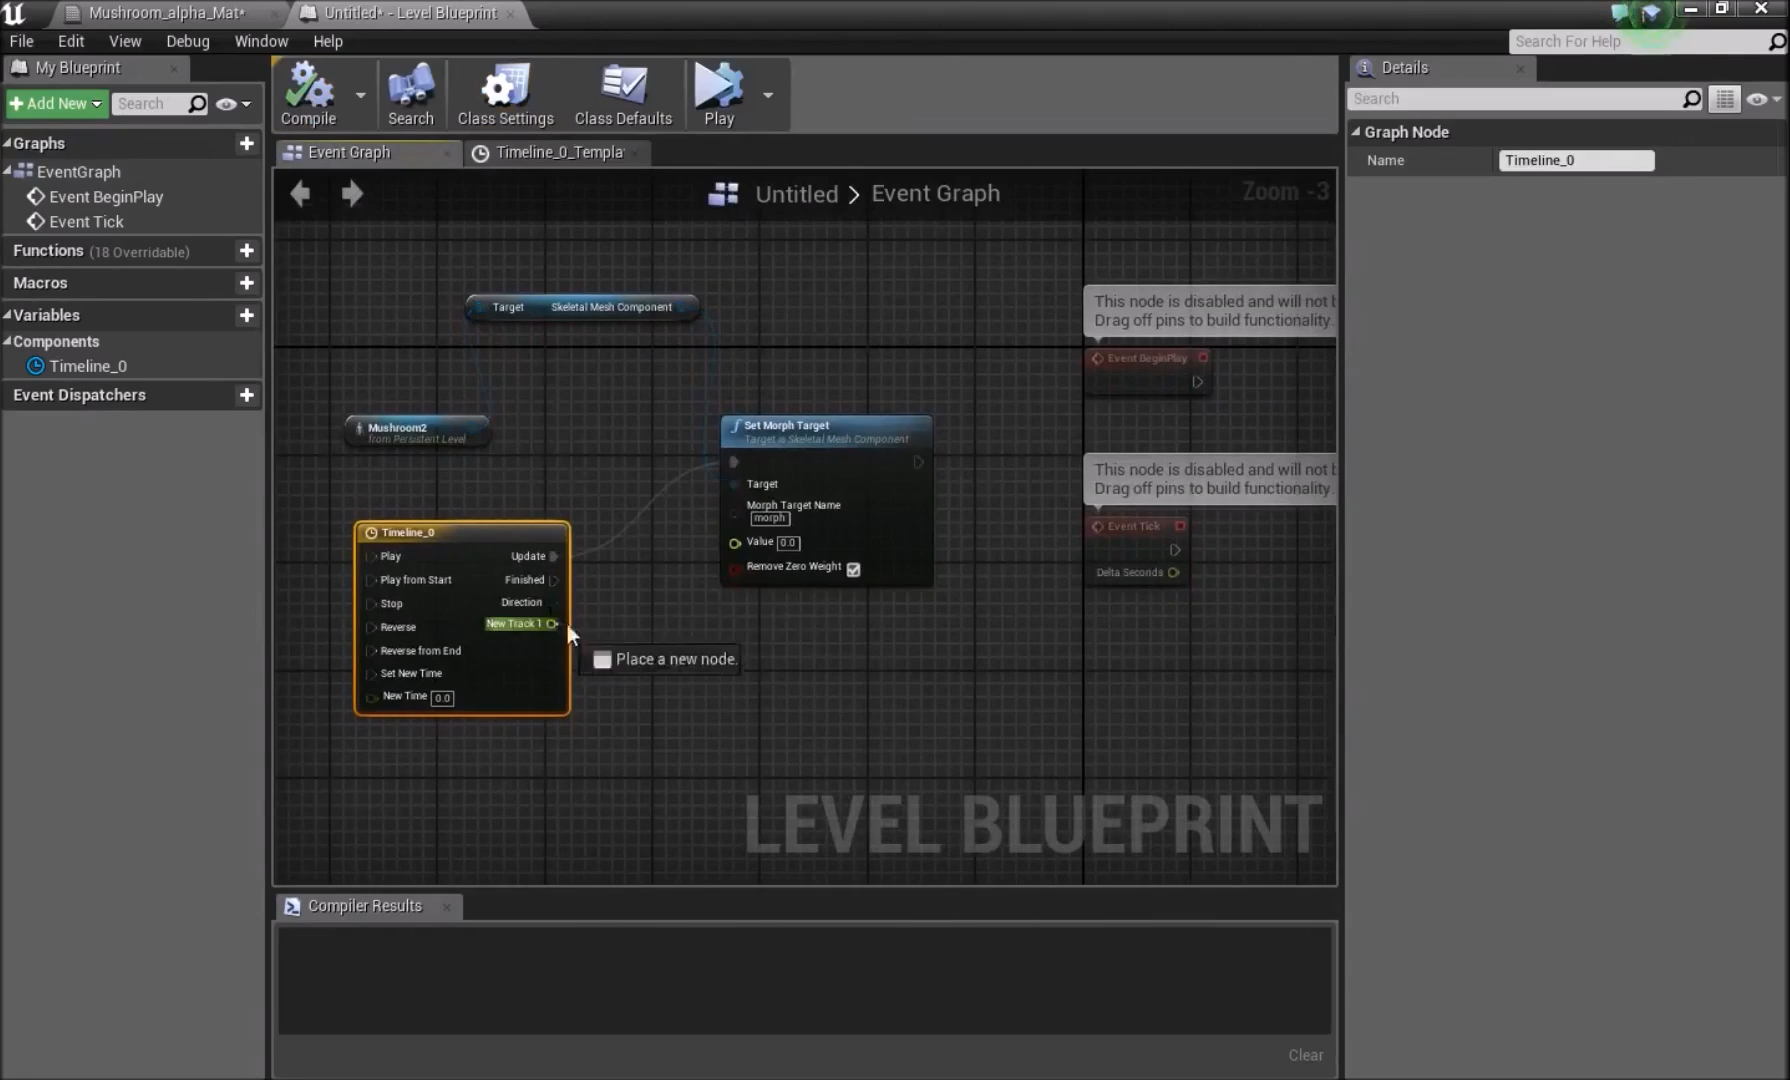 Mushroom_alpha_Mat*
Untitled* - Level Blueprint
File Edit View Debug Window Help
Search For Help
My Blueprint
Add New
Search
Graphs
EventGraph
Event BeginPlay
Event Tick
Functions (18 Overridable)
Macros
Variables
Components
Timeline_0
Event Dispatchers
Compile
Search
Class Settings
Class Defaults
Play
Event Graph
Timeline_0_Templa
Untitled > Event Graph
Zoom -3
Target Skeletal Mesh Component
This node is disabled and will not b
Drag off pins to build functionality.
Event BeginPlay
Mushroom2
from Persistent Level
Set Morph Target
Target is Skeletal Mesh Component
Target
Morph Target Name
morph
Value 0.0
Remove Zero Weight
This node is disabled and will not b
Drag off pins to build functionality.
Event Tick
Delta Seconds
Timeline_0
Play Update
Play from Start Finished
Stop Direction
Reverse New Track 1
Reverse from End
Set New Time
New Time 0.0
Place a new node.
LEVEL BLUEPRINT
Compiler Results
Clear
Details
Search
Graph Node
Name Timeline_0